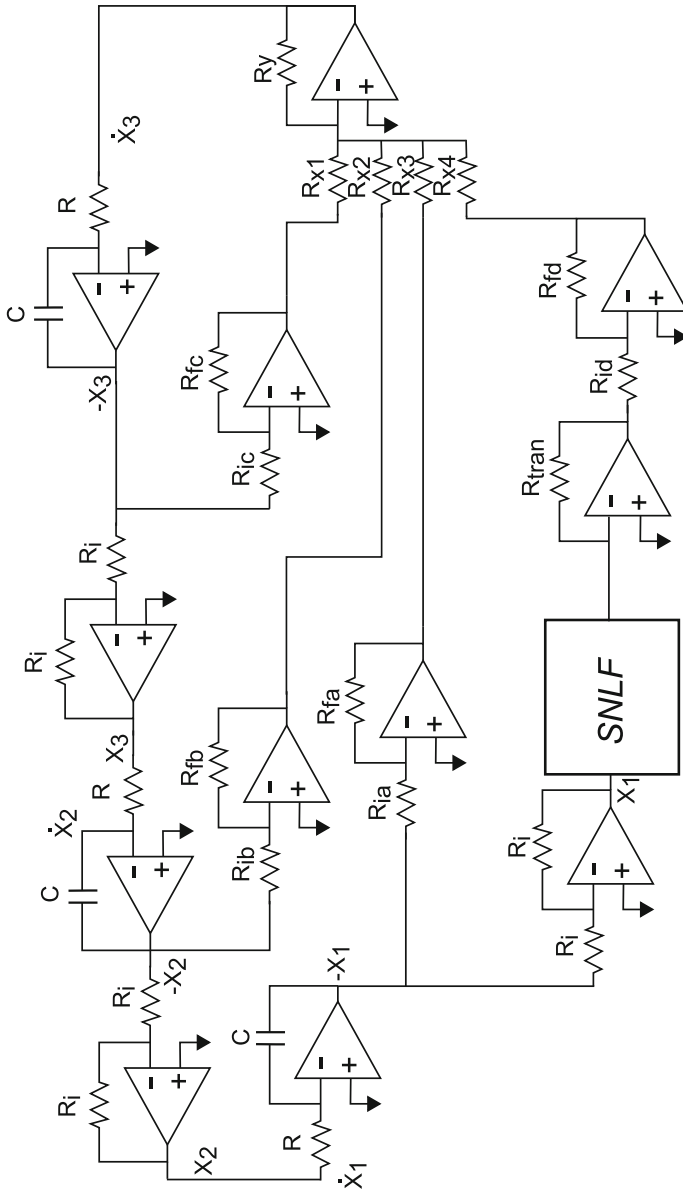 Ry
Ẋ3
R
C
-X3
Rx1
Rx2
Rx3
Rx4
Rfc
Ric
Rfd
Rid
Ri
Ri
Rtran
X3
R
Rfb
Rfa
SNLF
Ẋ2
C
Rib
Ria
X1
-X2
Ri
Ri
-X1
Ri
C
Ri
X2
R
Ẋ1